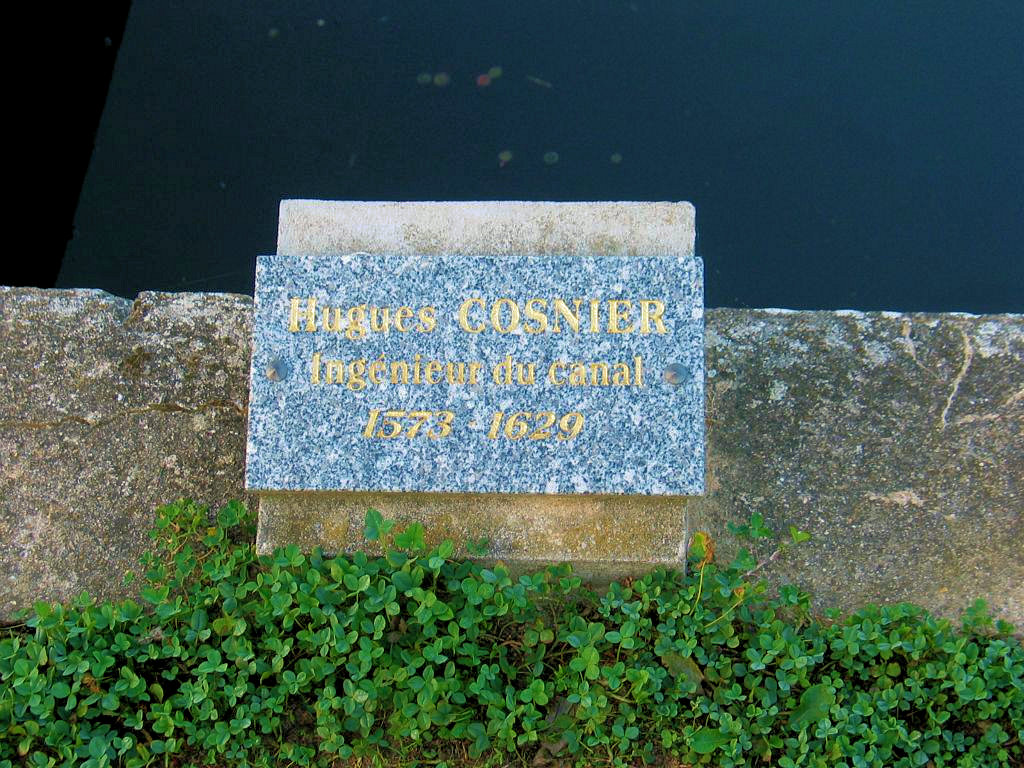 Hugues COSNIER
Ingénieur du canal
1573 - 1629